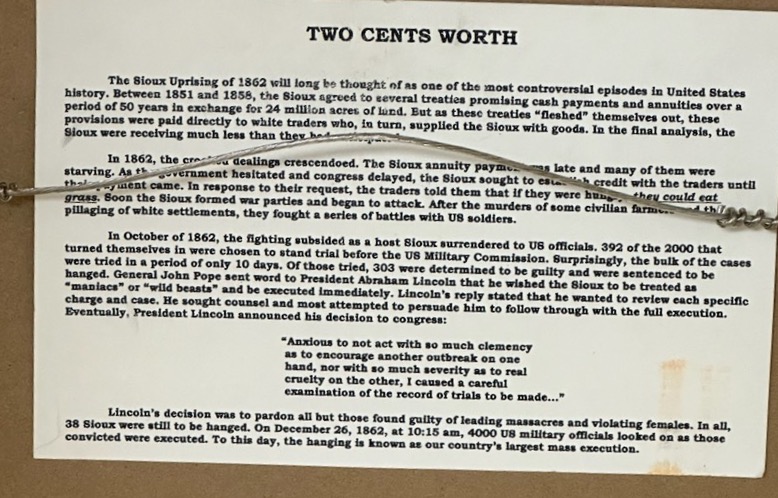 TWO CENTS WORTH
The Sioux Uprising of 1862 will long be thought of as one of the most controversial episodes in United States
history. Between 1851 and 1858, the Sioux agreed to several treaties promising cash payments and annuities over a
period of 50 years in exchange for 24 million acres of land. But as these treaties "fleshed" themselves out, these
provisions were paid directly to white traders who, in turn, supplied the Sioux with goods. In the final analysis, the
Sioux were receiving much less than they had
In 1862, the dealings crescendoed. The Sioux annuity was late and many of them were
starving. As the government hesitated and congress delayed, the Sioux sought to establish credit with the traders until
payment came. In response to their request, the traders told them that if they were hungry they could eat
grass. Soon the Sioux formed war parties and began to attack. After the murders of some civilian and the
pillaging of white settlements, they fought a series of battles with US soldiers.
In October of 1862, the fighting subsided as a host Sioux surrendered to US officials. 392 of the 2000 that
turned themselves in were chosen to stand trial before the US Military Commission. Surprisingly, the bulk of the cases
were tried in a period of only 10 days. Of those tried, 303 were determined to be guilty and were sentenced to be
hanged. General John Pope sent word to President Abraham Lincoln that he wished the Sioux to be treated as
"maniacs" or "wild beasts" and be executed immediately. Lincoln's reply stated that he wanted to review each specific
charge and case. He sought counsel and most attempted to persuade him to follow through with the full execution.
Eventually, President Lincoln announced his decision to congress:
"Anxious to not act with so much clemency
as to encourage another outbreak on one
hand, nor with so much severity as to real
cruelty on the other, I caused a careful
examination of the record of trials to be made..."
Lincoln's decision was to pardon all but those found guilty of leading massacres and violating females. In all,
38 Sioux were still to be hanged. On December 26, 1862, at 10:15 am, 4000 US military officials looked on as those
convicted were executed. To this day, the hanging is known as our country's largest mass execution.